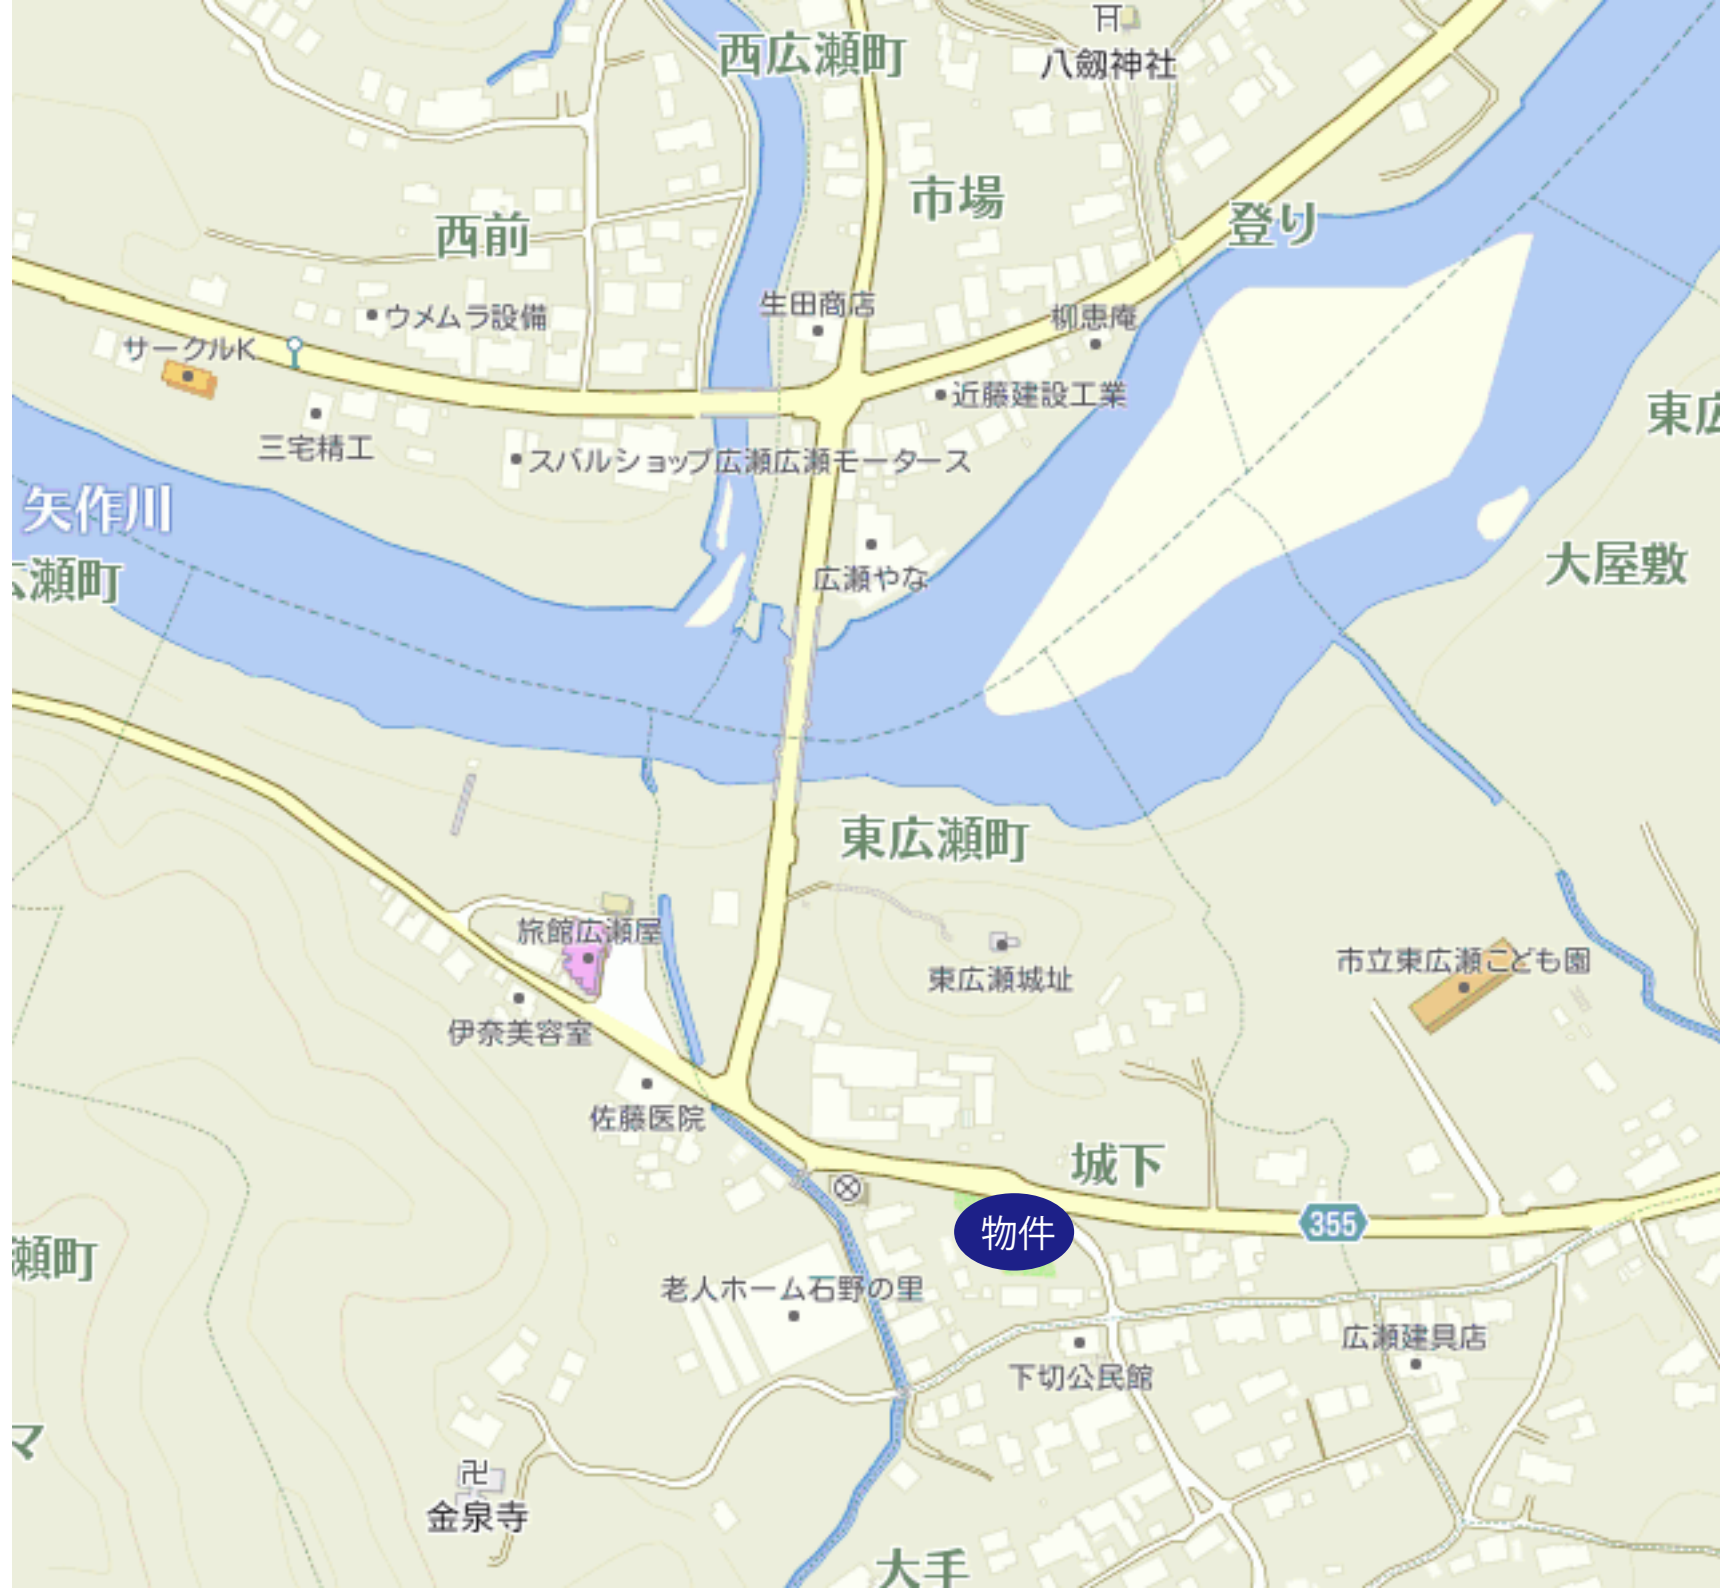 西広瀬町
八劔神社
市場
登り
西前
生田商店
ウメムラ設備
柳恵庵
サークルK
近藤建設工業
東広
三宅精工
スバルショップ広瀬広瀬モータース
矢作川
広瀬やな
大屋敷
広瀬町
東広瀬町
旅館広瀬屋
市立東広瀬こども園
東広瀬城址
伊奈美容室
佐藤医院
城下
355
物件
瀬町
老人ホーム石野の里
広瀬建具店
下切公民館
マ
卍
金泉寺
大手